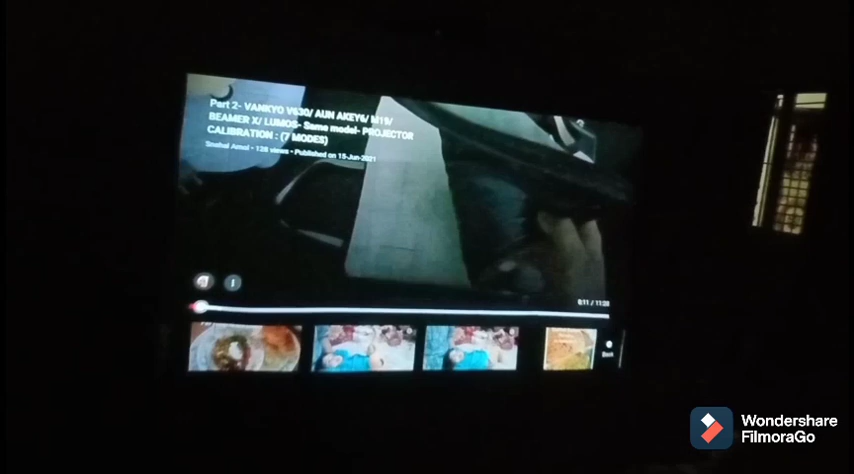 Part 2- VANKYO V630/ AUN AKEY6/ M19/
BEAMER X/ LUMOS- Same model- PROJECTOR
CALIBRATION : (7 MODES)
Snehal Amol • 128 views • Published on 15-Jun-2021
0:11 / 11:28
Back
Wondershare
FilmoraGo